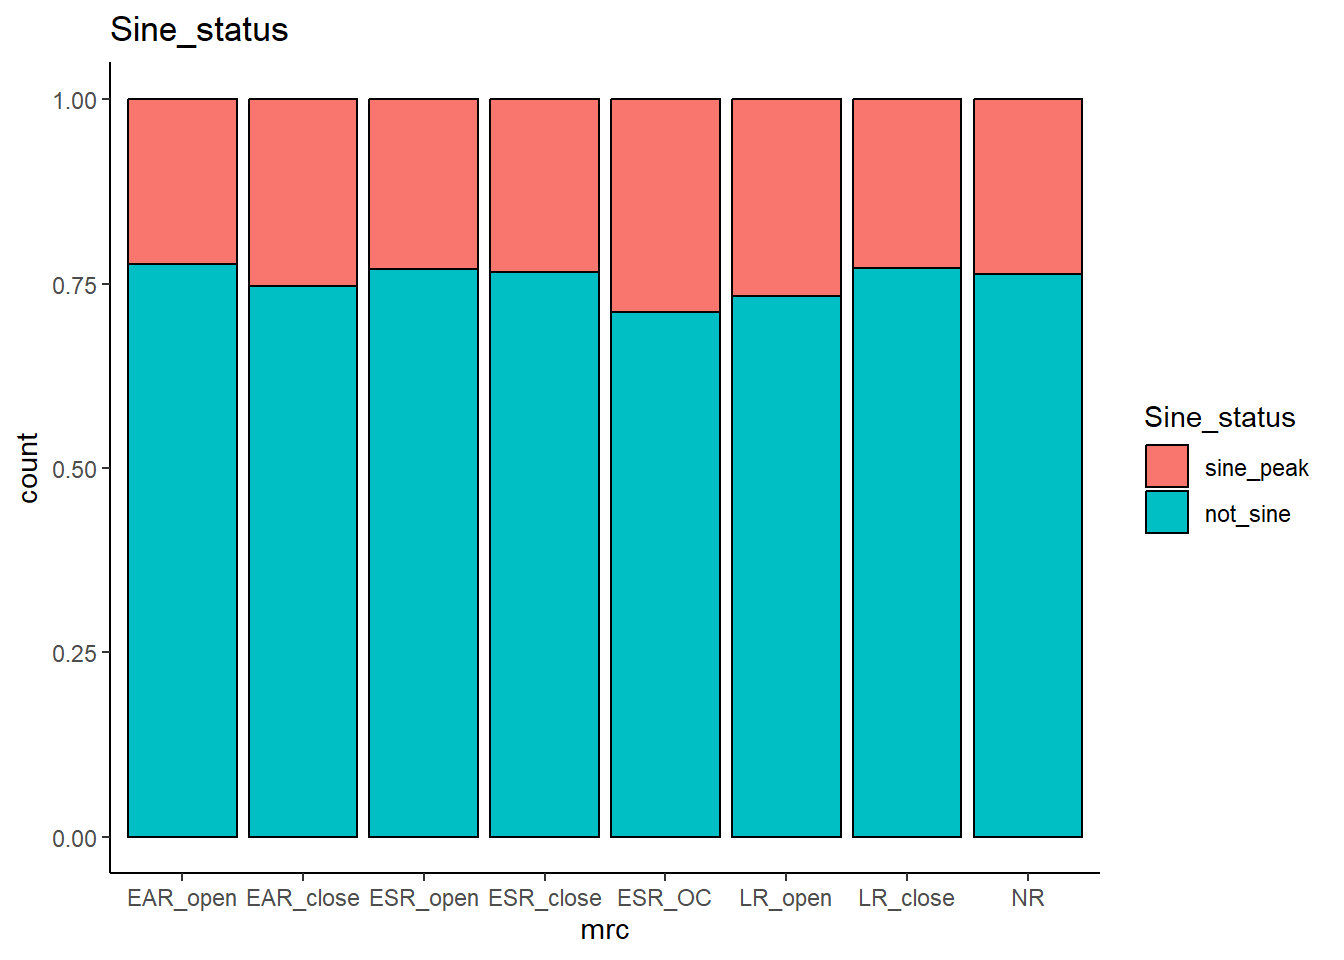 Sine_status
1.00
0.75
0.50
0.25
0.00
count
EAR_open EAR_close ESR_open ESR_close ESR_OC LR_open LR_close NR
mrc
Sine_status
sine_peak
not_sine